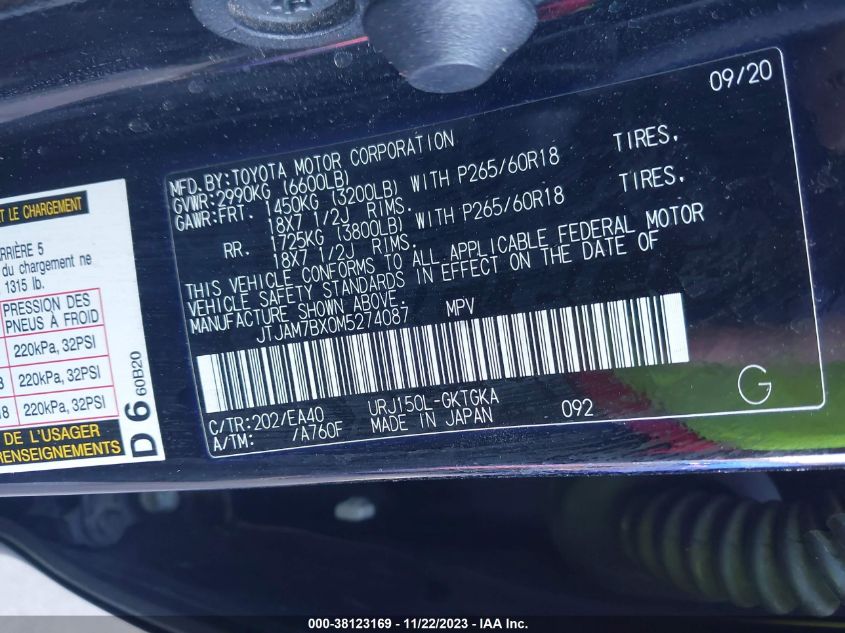 09/20
MFD.BY:TOYOTA MOTOR CORPORATION
GVWR:2990KG (6600LB)
GAWR:FRT. 1450KG (3200LB) WITH P265/60R18 TIRES,
18X7 1/2J RIMS.
RR. 1725KG (3800LB) WITH P265/60R18 TIRES,
18X7 1/2J RIMS.
THIS VEHICLE CONFORMS TO ALL APPLICABLE FEDERAL MOTOR
VEHICLE SAFETY STANDARDS IN EFFECT ON THE DATE OF
MANUFACTURE SHOWN ABOVE.
JTJAM7BX0M5274087 MPV
C/TR:202/EA40 URJ150L-GKTGKA
A/TM: /A760F MADE IN JAPAN 092 G
LE CHARGEMENT
5
du chargement ne
1315 lb.
PRESSION DES
PNEUS À FROID
220kPa, 32PSI
220kPa, 32PSI
220kPa, 32PSI
DE L'USAGER
RENSEIGNEMENTS
D6 60B20
000-38123169 - 11/22/2023 - IAA Inc.